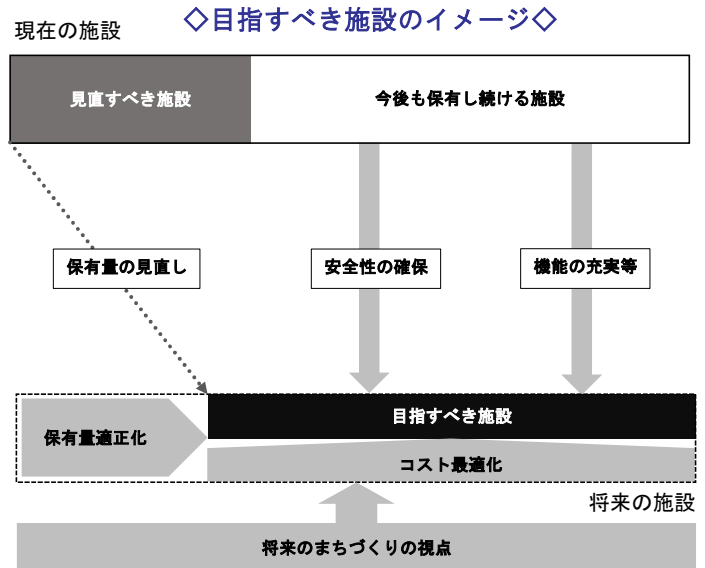 ◇目指すべき施設のイメージ◇
現在の施設
見直すべき施設
今後も保有し続ける施設
保有量の見直し
安全性の確保
機能の充実等
目指すべき施設
保有量適正化
コスト最適化
将来の施設
将来のまちづくりの視点